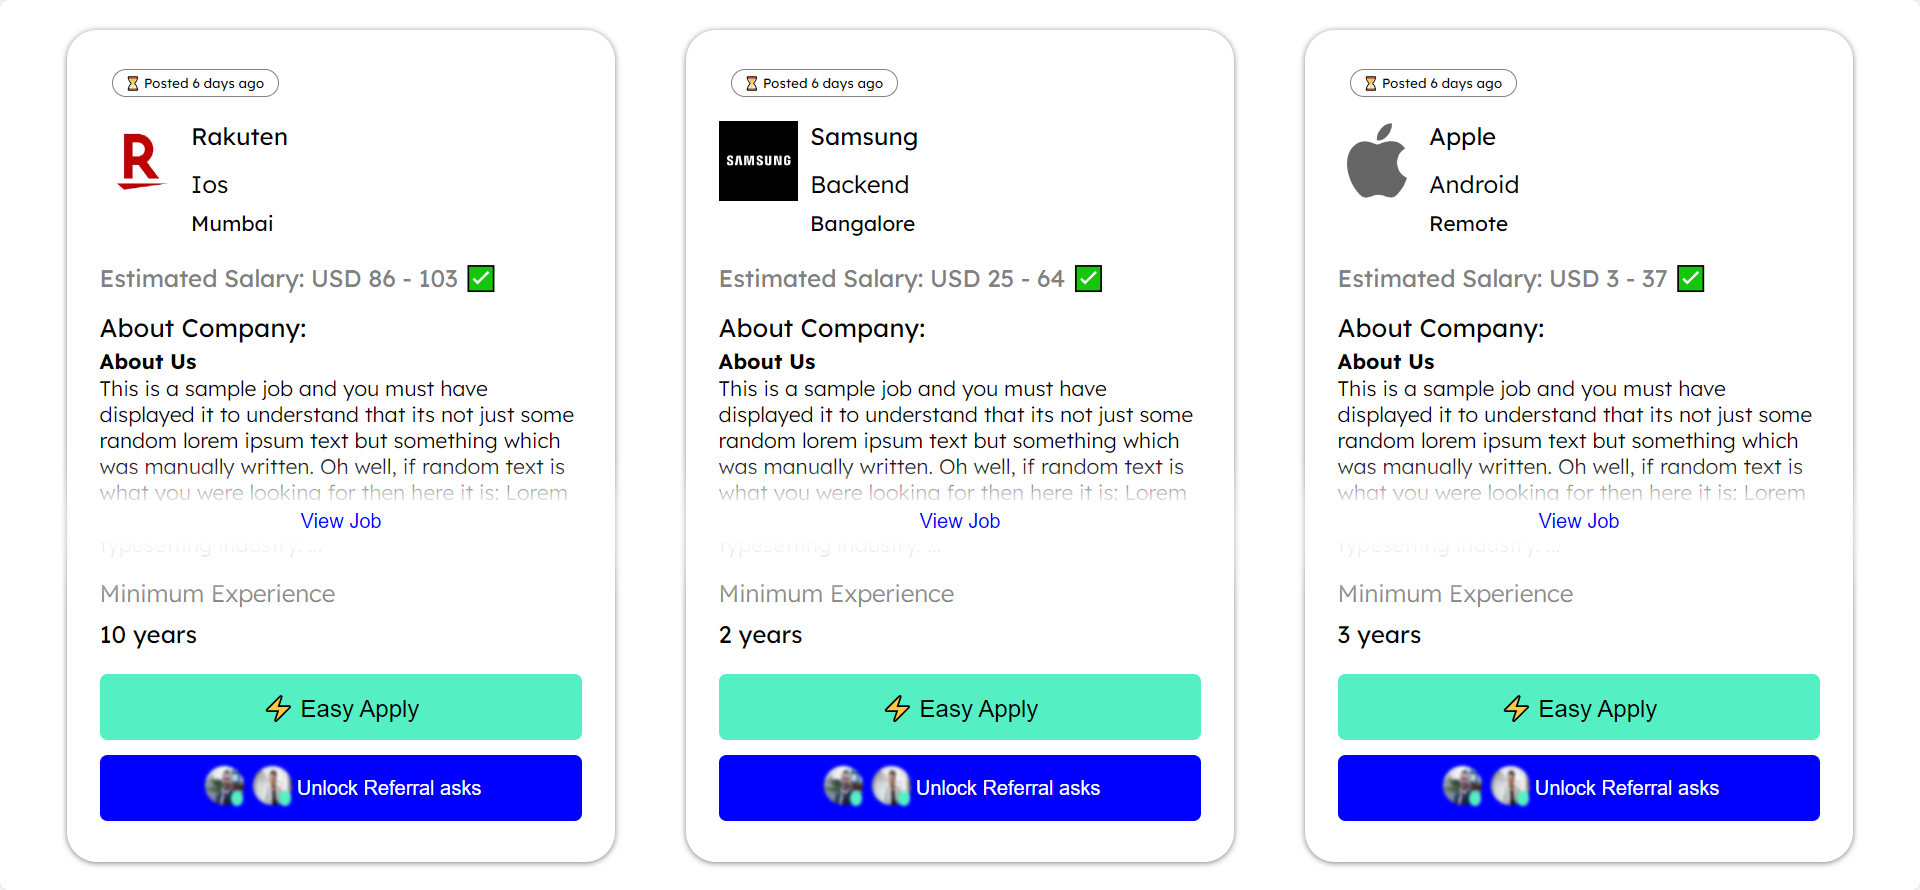 ⏳ Posted 6 days ago
R
Rakuten
Ios
Mumbai
Estimated Salary: USD 86 - 103 ✅
About Company:
About Us
This is a sample job and you must have
displayed it to understand that its not just some
random lorem ipsum text but something which
was manually written. Oh well, if random text is
what you were looking for then here it is: Lorem
View Job
typesetting industry. ...
Minimum Experience
10 years
⚡ Easy Apply
Unlock Referral asks
⏳ Posted 6 days ago
SAMSUNG
Samsung
Backend
Bangalore
Estimated Salary: USD 25 - 64 ✅
About Company:
About Us
This is a sample job and you must have
displayed it to understand that its not just some
random lorem ipsum text but something which
was manually written. Oh well, if random text is
what you were looking for then here it is: Lorem
View Job
typesetting industry. ...
Minimum Experience
2 years
⚡ Easy Apply
Unlock Referral asks
⏳ Posted 6 days ago
Apple
Android
Remote
Estimated Salary: USD 3 - 37 ✅
About Company:
About Us
This is a sample job and you must have
displayed it to understand that its not just some
random lorem ipsum text but something which
was manually written. Oh well, if random text is
what you were looking for then here it is: Lorem
View Job
typesetting industry. ...
Minimum Experience
3 years
⚡ Easy Apply
Unlock Referral asks